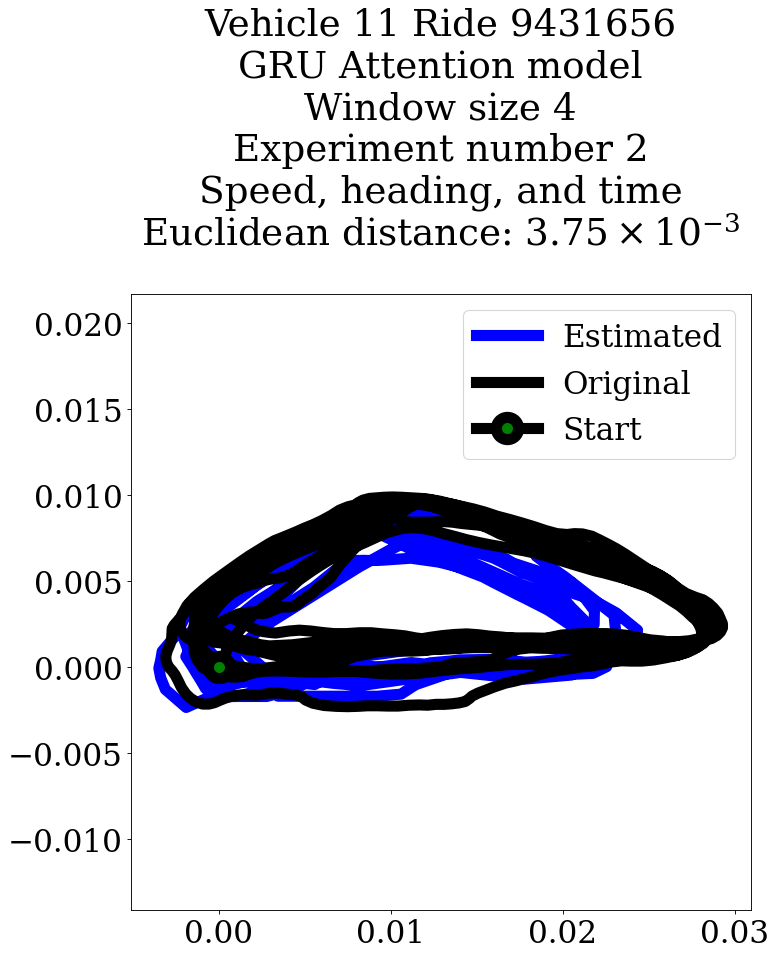 Vehicle 11 Ride 9431656
GRU Attention model
Window size 4
Experiment number 2
Speed, heading, and time
Euclidean distance: 3.75 × 10⁻³
Estimated
Original
Start
0.020
0.015
0.010
0.005
0.000
−0.005
−0.010
0.00 0.01 0.02 0.03